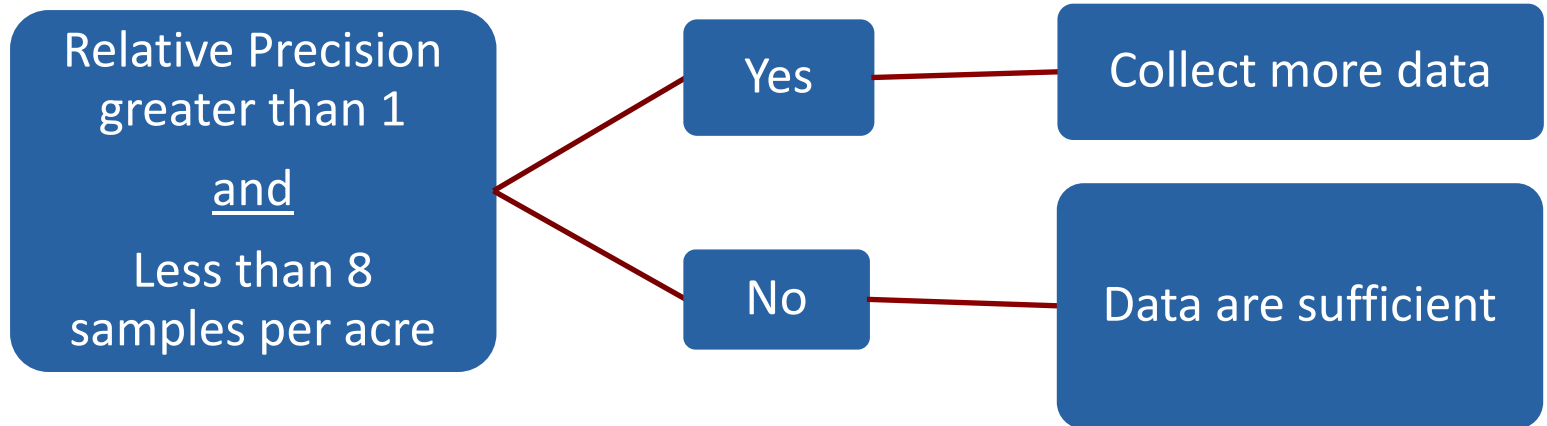 Relative Precision
greater than 1
and
Less than 8
samples per acre
Yes
Collect more data
No
Data are sufficient